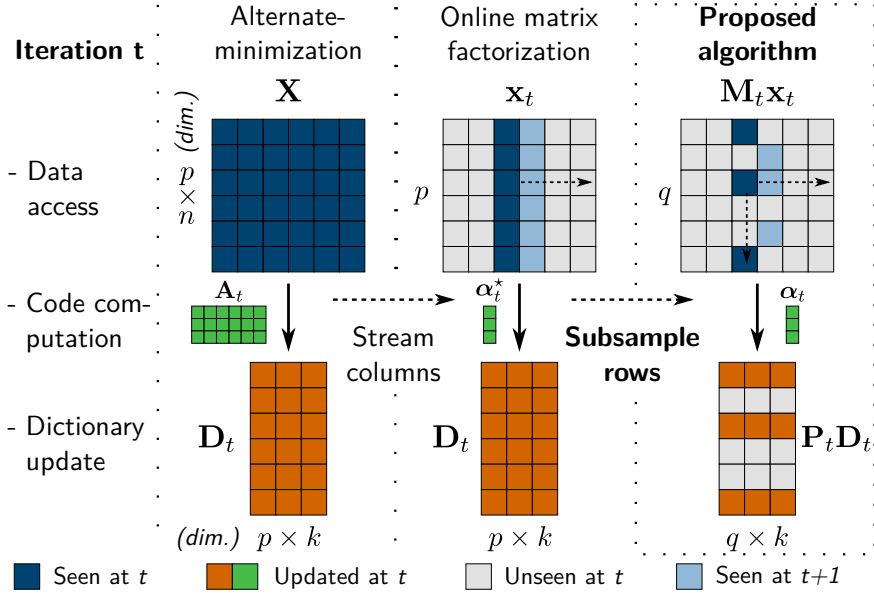 Iteration t
Alternate-
minimization
Online matrix
factorization
Proposed
algorithm
X
x_t
M_t x_t
(dim.)
p × n
p
q
- Data
access
- Code com-
putation
A_t
α_t^⋆
α_t
Stream
columns
Subsample
rows
- Dictionary
update
D_t
D_t
P_t D_t
(dim.) p × k
p × k
q × k
Seen at t
Updated at t
Unseen at t
Seen at t+1